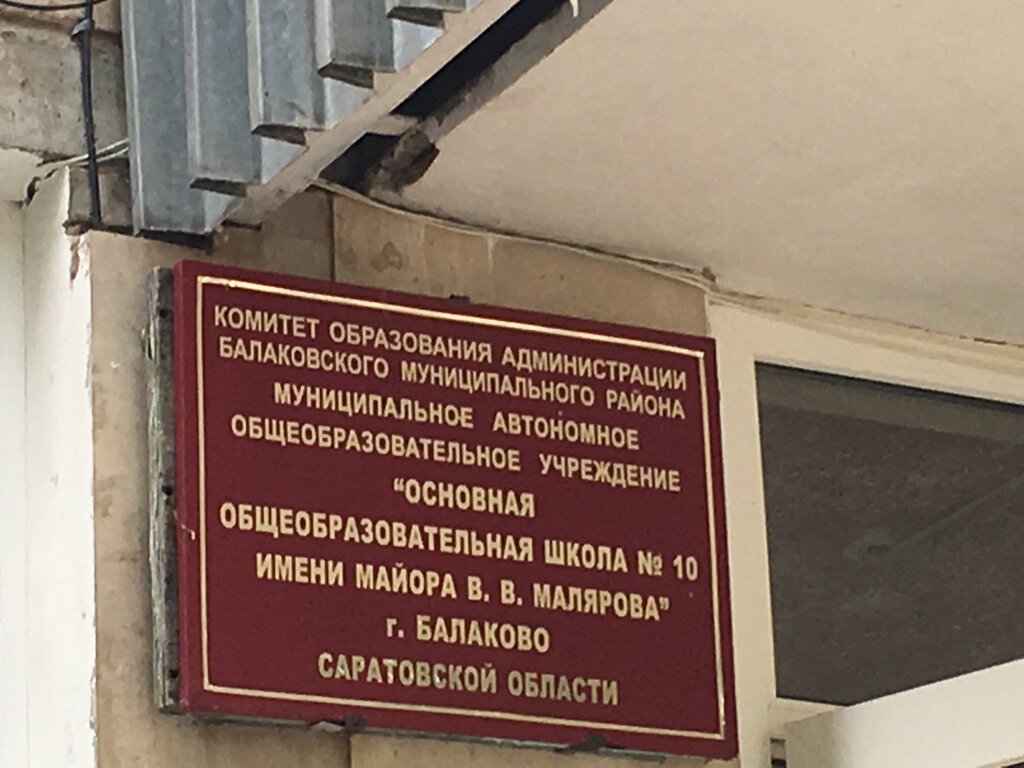 КОМИТЕТ ОБРАЗОВАНИЯ АДМИНИСТРАЦИИ
БАЛАКОВСКОГО МУНИЦИПАЛЬНОГО РАЙОНА
МУНИЦИПАЛЬНОЕ АВТОНОМНОЕ
ОБЩЕОБРАЗОВАТЕЛЬНОЕ УЧРЕЖДЕНИЕ
“ОСНОВНАЯ
ОБЩЕОБРАЗОВАТЕЛЬНАЯ ШКОЛА № 10
ИМЕНИ МАЙОРА В. В. МАЛЯРОВА”
г. БАЛАКОВО
САРАТОВСКОЙ ОБЛАСТИ